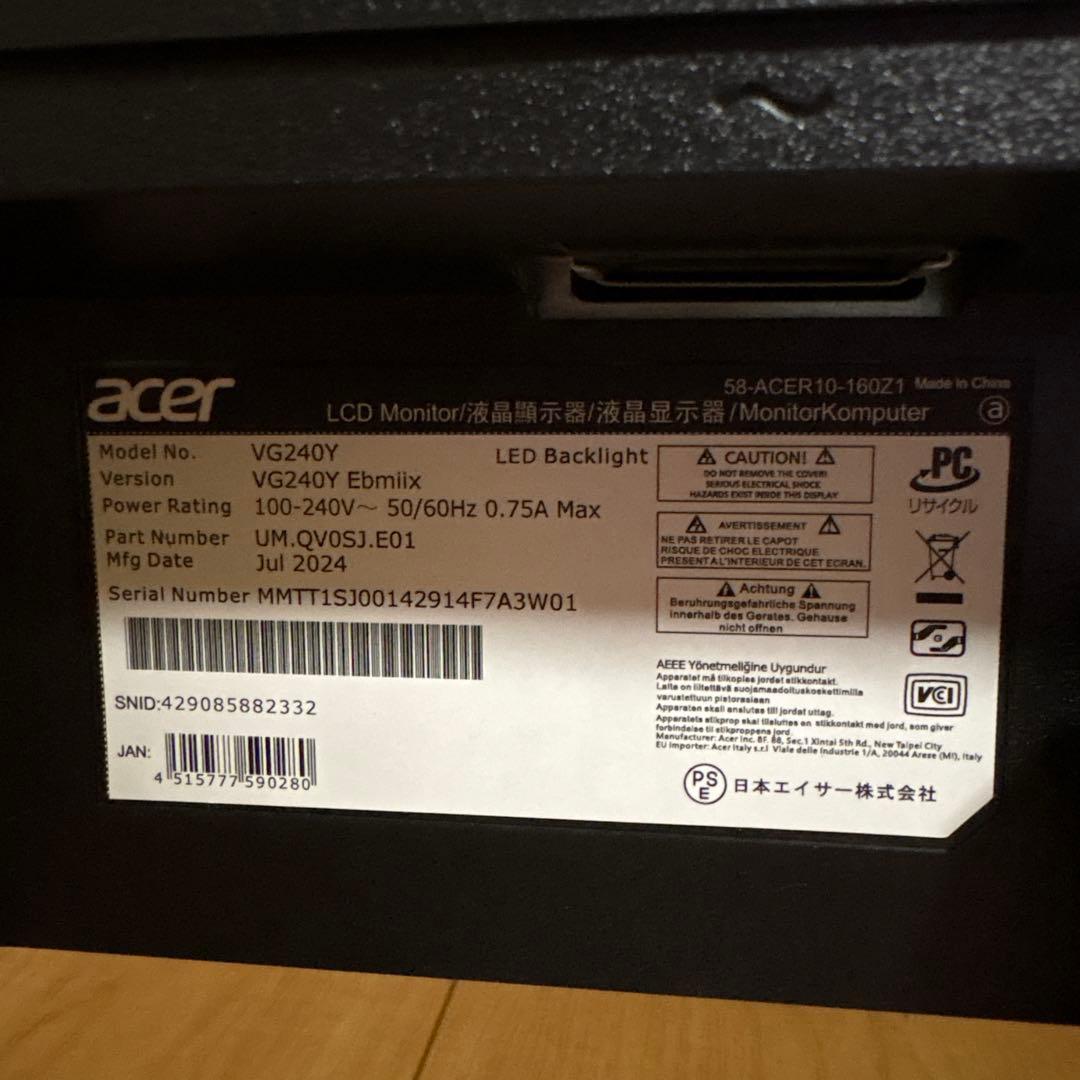 acer
58-ACER10-160Z1 Made in China
LCD Monitor/液晶顯示器/液晶显示器/MonitorKomputer
a
Model No. VG240Y LED Backlight
Version VG240Y Ebmiix
Power Rating 100-240V～ 50/60Hz 0.75A Max
Part Number UM.QV0SJ.E01
Mfg Date Jul 2024
Serial Number MMTT1SJ00142914F7A3W01
SNID:429085882332
JAN:
4 515777 590280
CAUTION!
DO NOT REMOVE THE COVER!
SERIOUS ELECTRICAL SHOCK
HAZARDS EXIST INSIDE THIS DISPLAY
AVERTISSEMENT
NE PAS RETIRER LE CAPOT
RISQUE DE CHOC ELECTRIQUE
PRESENT A L'INTERIEUR DE CET ECRAN.
Achtung
Beruhrungsgefahrliche Spannung
innerhalb des Gerates. Gehause
nicht offnen
AEEE Yönetmeliğine Uygundur
Apparatet må tilkoples jordet stikkontakt.
Laite on liitettävä suojamaadoituskoskettimilla
varustettuun pistorasiaan
Apparaten skall anslutas till jordat uttag.
Apparatets stikprop skal tilsluttes en stikkontakt med jord, som giver
forbindelse til stikproppens jord.
Manufacturer: Acer Inc. 8F, 88, Sec.1 Xintai 5th Rd., New Taipei City
EU Importer: Acer Italy s.r.l Viale delle Industrie 1/A, 20044 Arese (MI), Italy
PC
リサイクル
VCCI
PS
E
日本エイサー株式会社